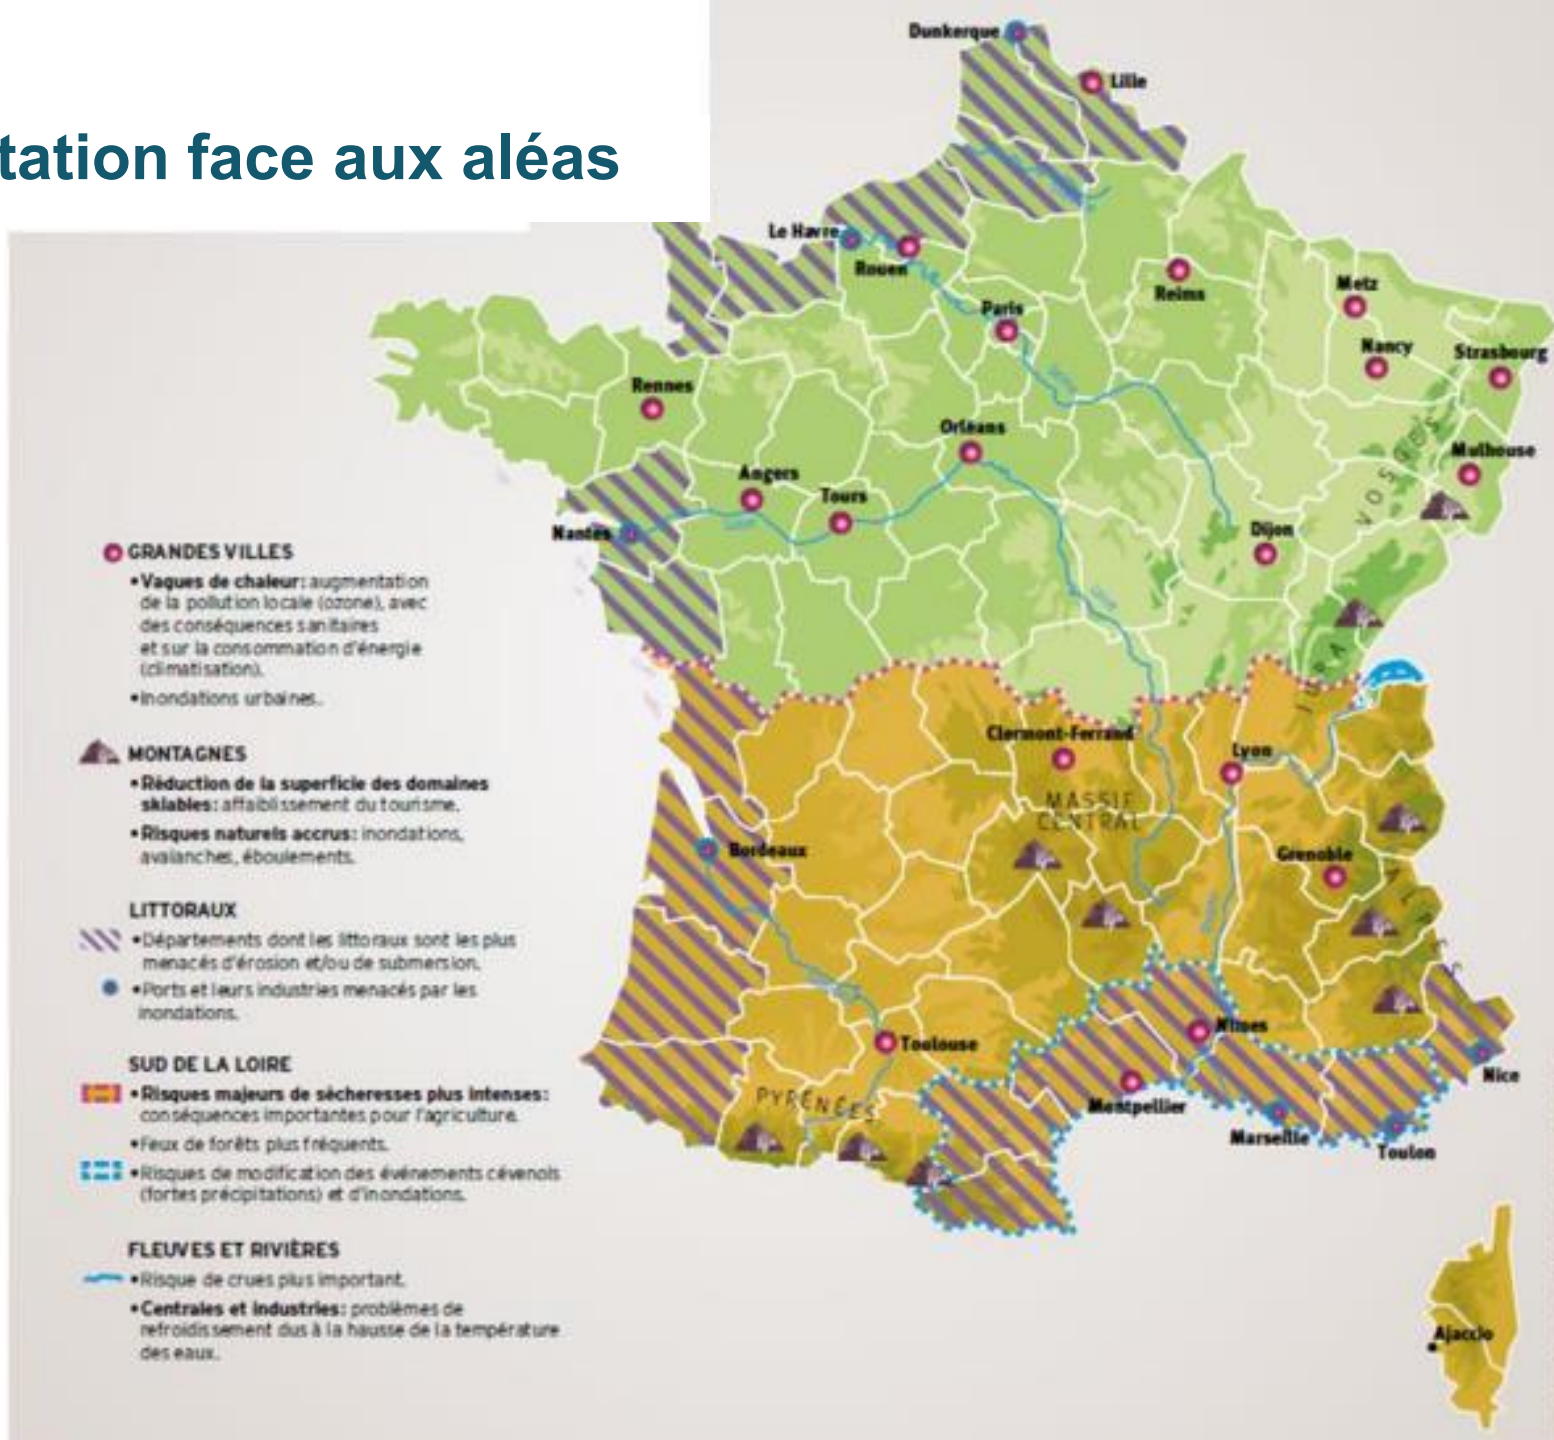 tation face aux aléas
Dunkerque
Lille
Le Havre
Rouen
Reims
Metz
Paris
Nancy
Strasbourg
Rennes
Orléans
Mulhouse
Angers
Tours
VOSGES
Nantes
Dijon
JURA
Clermont-Ferrand
Lyon
MASSIF
CENTRAL
Bordeaux
Grenoble
ALPES
Toulouse
Nîmes
Nice
PYRÉNÉES
Montpellier
Marseille
Toulon
Ajaccio
GRANDES VILLES
•Vagues de chaleur: augmentation
de la pollution locale (ozone), avec
des conséquences sanitaires
et sur la consommation d'énergie
(climatisation).
•Inondations urbaines.
MONTAGNES
•Réduction de la superficie des domaines
skiables: affaiblissement du tourisme.
•Risques naturels accrus: inondations,
avalanches, éboulements.
LITTORAUX
•Départements dont les littoraux sont les plus
menacés d'érosion et/ou de submersion.
•Ports et leurs industries menacés par les
inondations.
SUD DE LA LOIRE
•Risques majeurs de sécheresses plus intenses:
conséquences importantes pour l'agriculture.
•Feux de forêts plus fréquents.
•Risques de modification des événements cévenols
(fortes précipitations) et d'inondations.
FLEUVES ET RIVIÈRES
•Risque de crues plus important.
•Centrales et industries: problèmes de
refroidissement dus à la hausse de la température
des eaux.